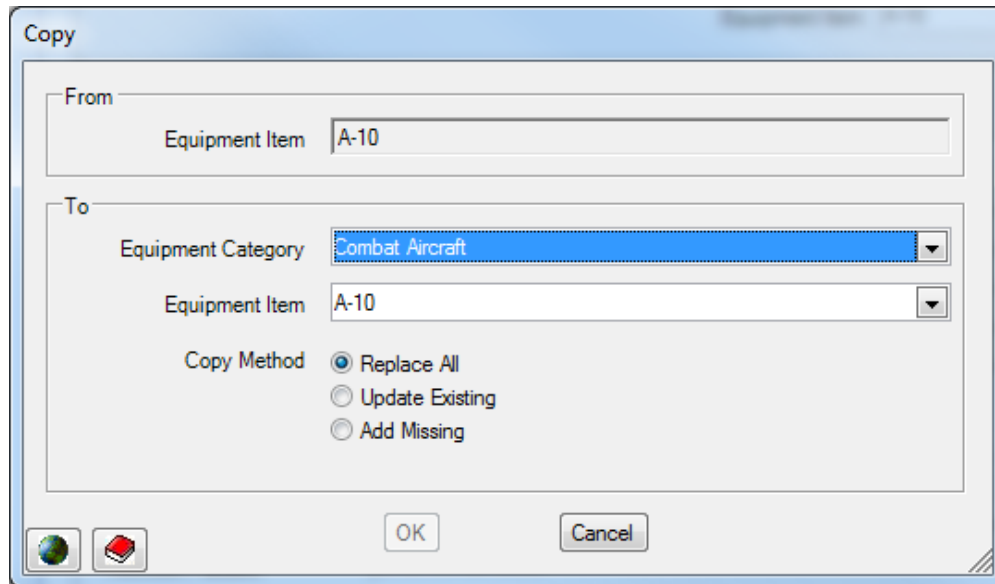 Copy
From
Equipment Item A-10
To
Equipment Category Combat Aircraft
Equipment Item A-10
Copy Method Replace All
Update Existing
Add Missing
OK Cancel